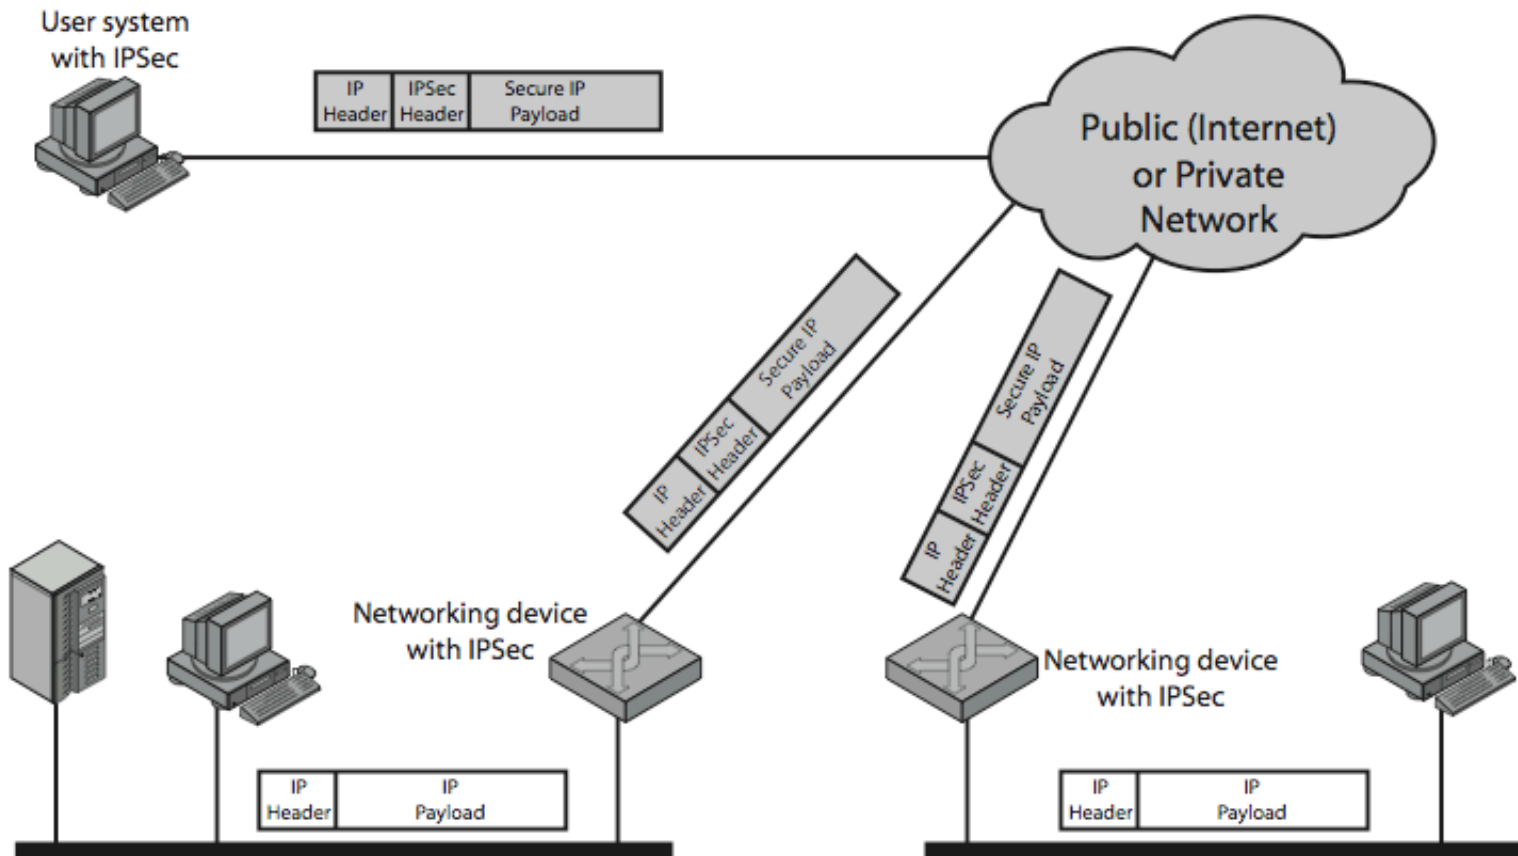 User system
with IPSec
IP
Header
IPSec
Header
Secure IP
Payload
Public (Internet)
or Private
Network
Secure IP
Payload
IPSec
Header
IP
Header
Secure IP
Payload
IPSec
Header
IP
Header
Networking device
with IPSec
Networking device
with IPSec
IP
Header
IP
Payload
IP
Header
IP
Payload